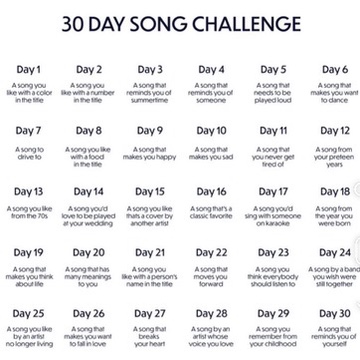 30 DAY SONG CHALLENGE
Day 1 Day 2 Day 3 Day 4 Day 5 Day 6
A song you A song you A song that A song that A song that A song that
like with a color like with a number reminds you of reminds you of needs to be makes you want
in the title in the title summertime someone played loud to dance
Day 7 Day 8 Day 9 Day 10 Day 11 Day 12
A song to A song you like A song that A song that A song that A song from
drive to with a food makes you happy makes you sad you never get your preteen
in the title tired of years
Day 13 Day 14 Day 15 Day 16 Day 17 Day 18
A song you like A song you'd A song you like A song that's a A song you'd A song from
from the 70s love to be played thats a cover by classic favorite sing with someone the year you
at your wedding another artist on karaoke were born
Day 19 Day 20 Day 21 Day 22 Day 23 Day 24
A song that A song that has A song you A song that A song you A song by a band
makes you think many meanings like with a person's moves you think everybody you wish were
about life to you name in the title forward should listen to still together
Day 25 Day 26 Day 27 Day 28 Day 29 Day 30
A song you like A song that A song that A song by an A song you A song that
by an artist makes you want breaks artist whose remember from reminds you of
no longer living to fall in love your heart voice you love your childhood yourself